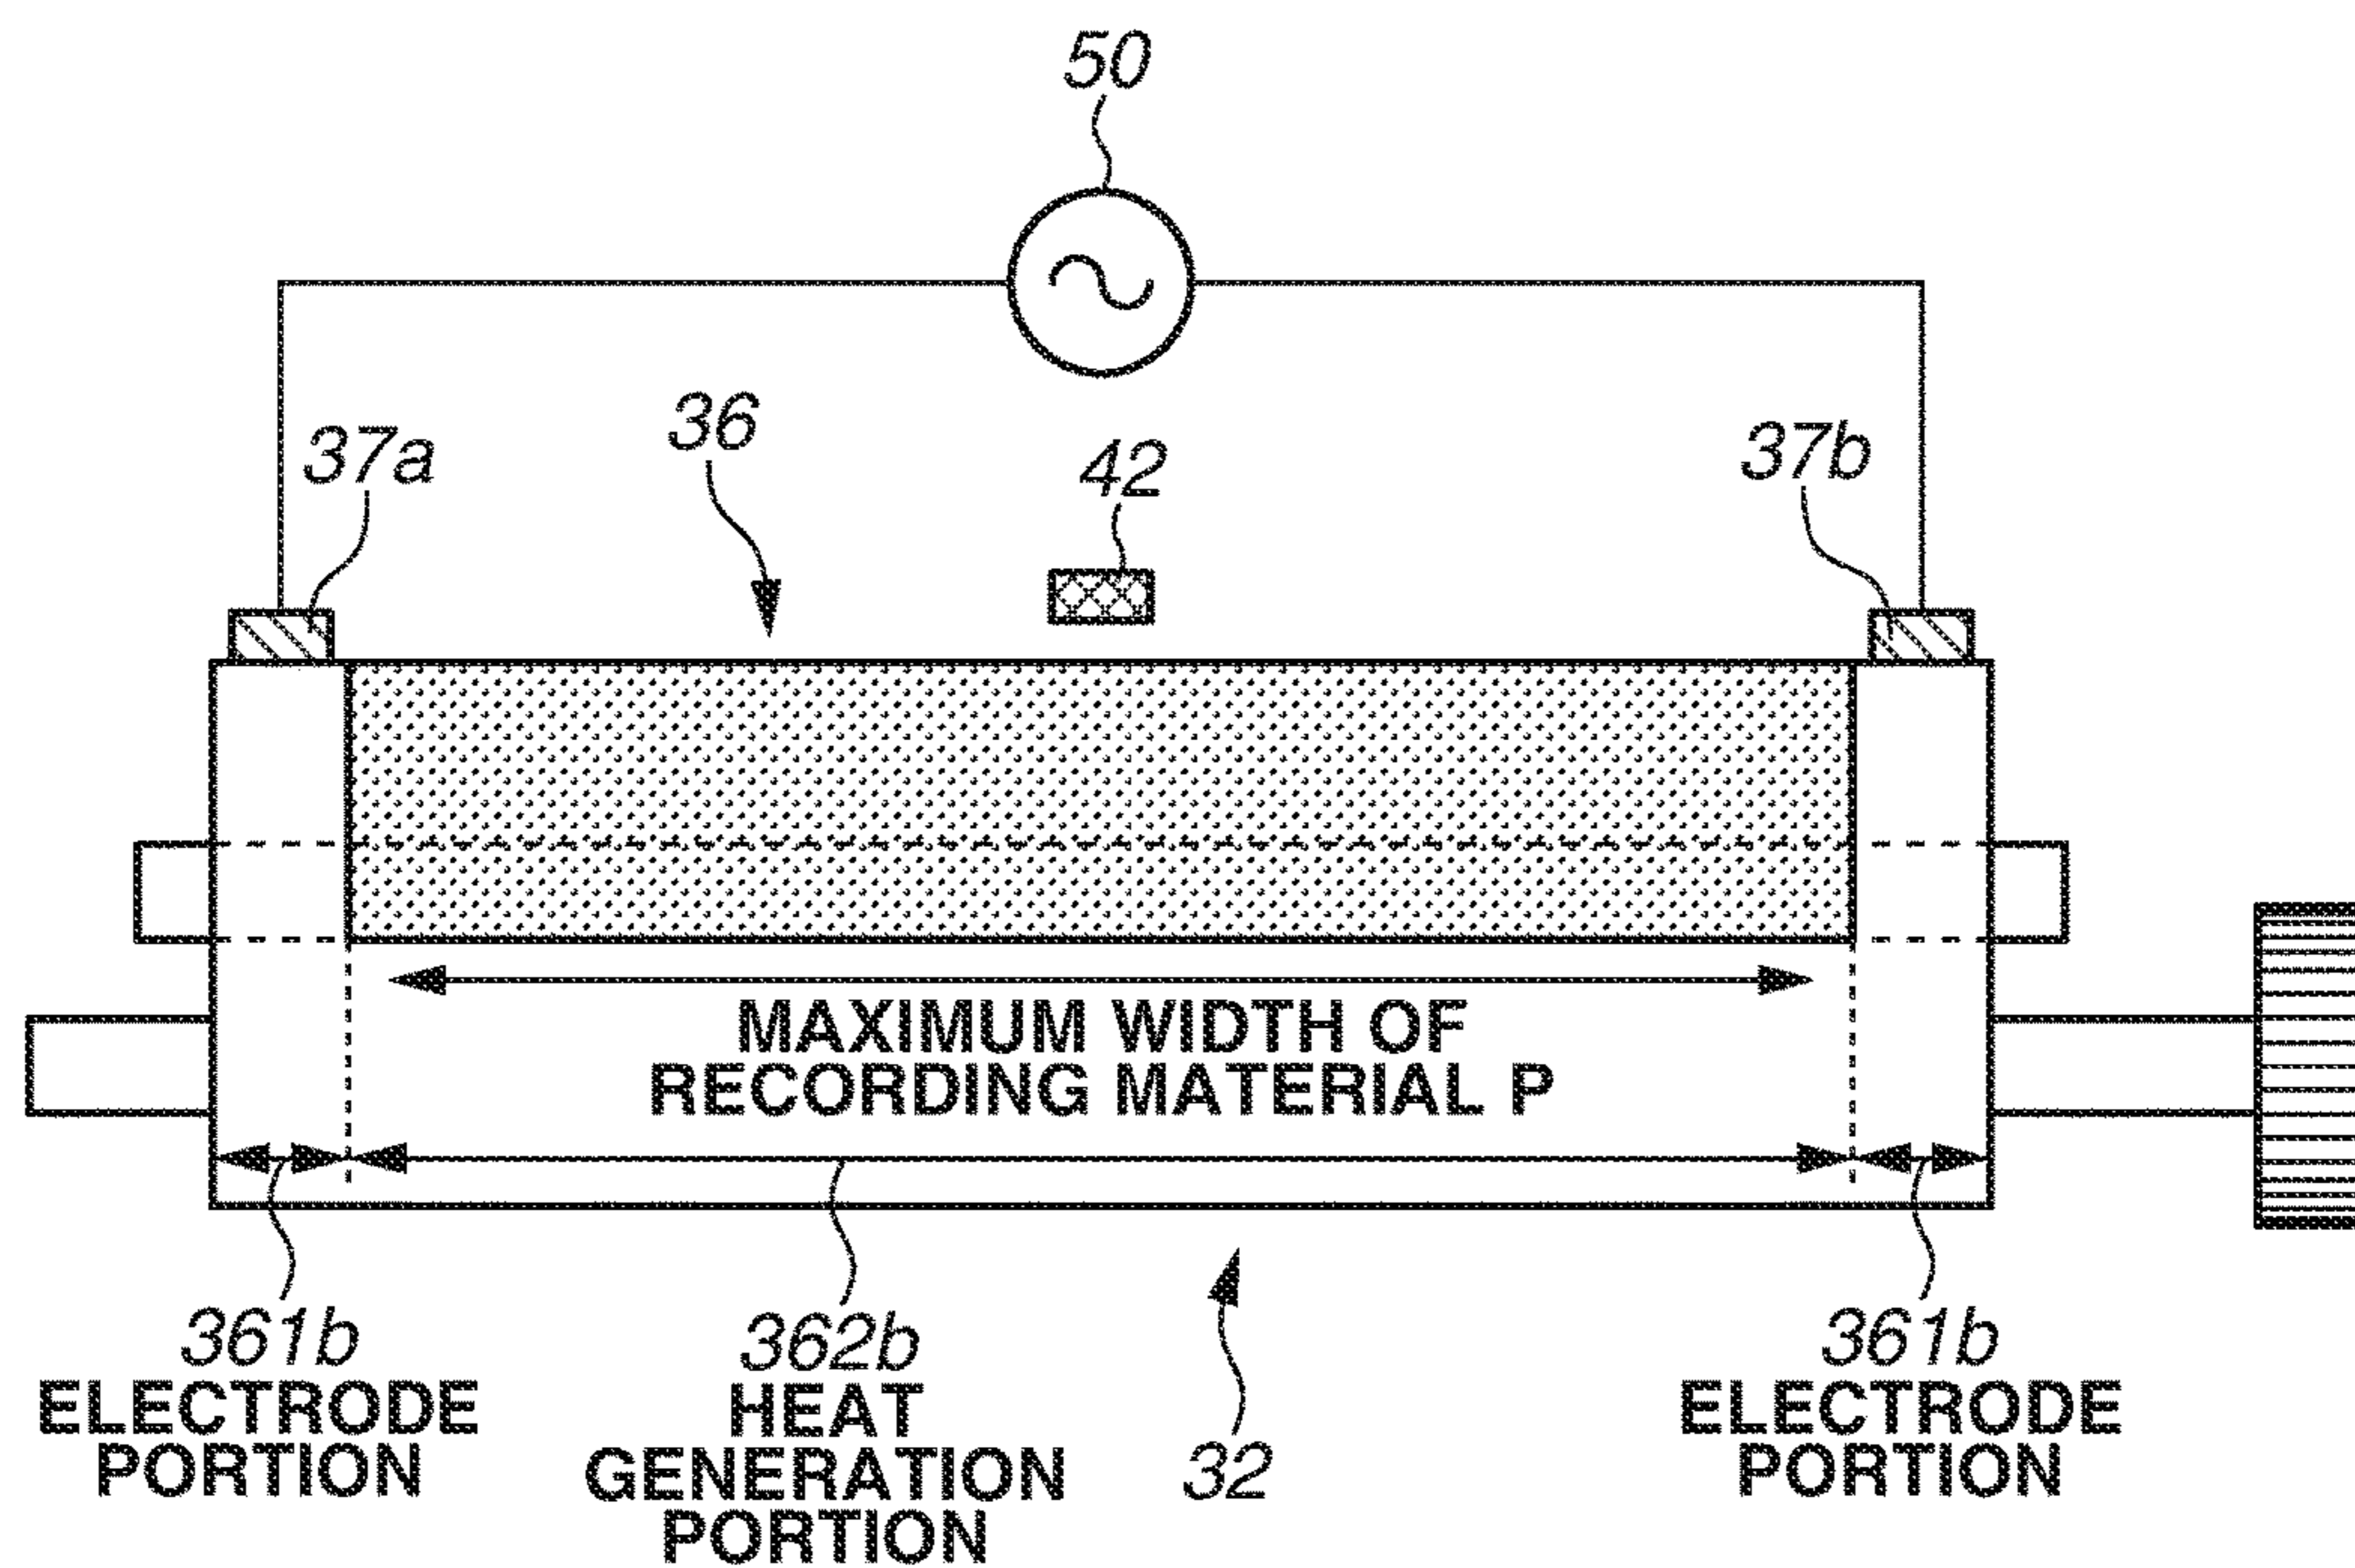 50
37a
36
42
37b
MAXIMUM WIDTH OF
RECORDING MATERIAL P
361b
ELECTRODE
PORTION
362b
HEAT
GENERATION
PORTION
32
361b
ELECTRODE
PORTION